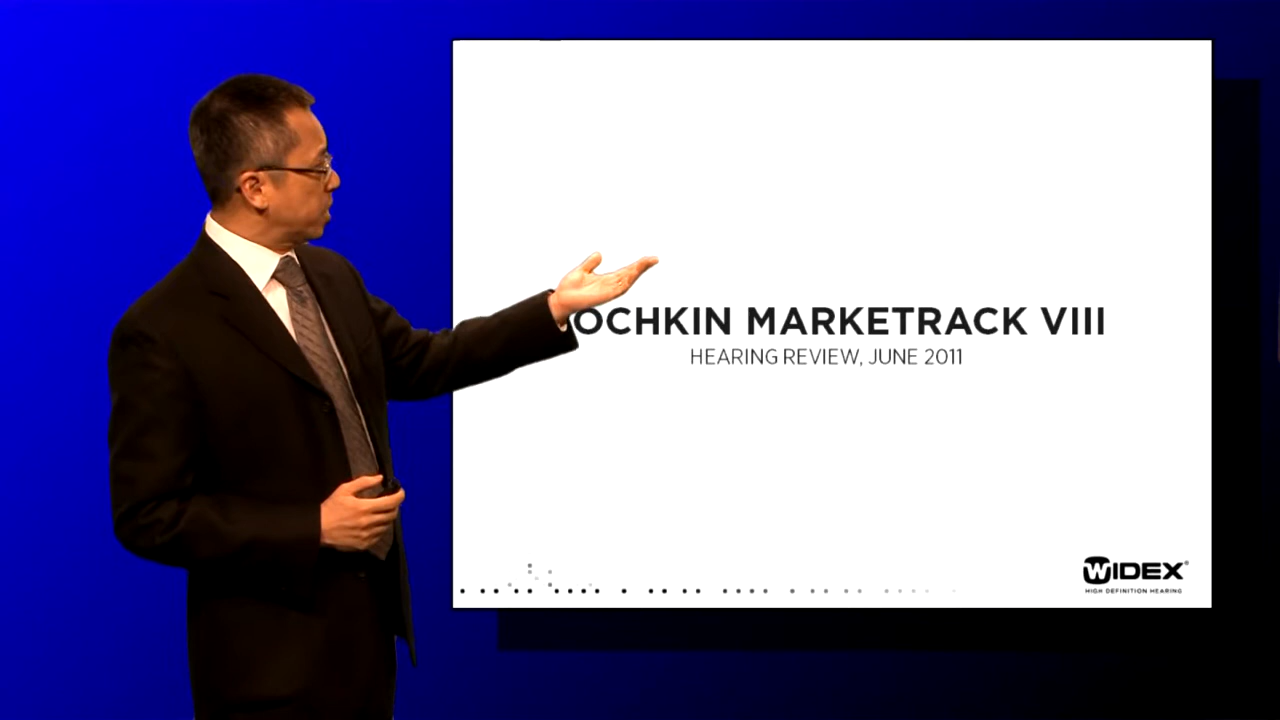 OCHKIN MARKETRACK VIII
HEARING REVIEW, JUNE 2011
WIDEX®
HIGH DEFINITION HEARING